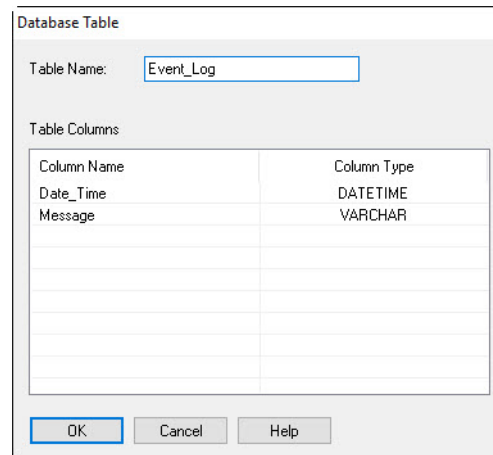 Database Table
Table Name: Event_Log
Table Columns
Column Name Column Type
Date_Time DATETIME
Message VARCHAR
OK Cancel Help